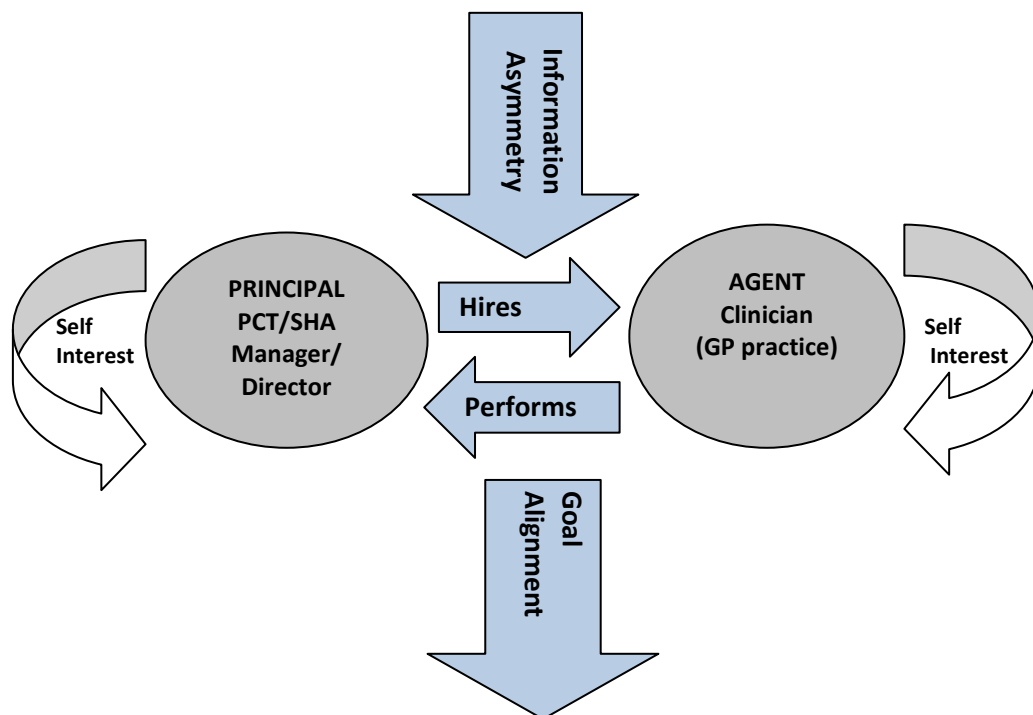 Information
Asymmetry
PRINCIPAL
PCT/SHA
Manager/
Director
Hires
AGENT
Clinician
(GP practice)
Self
Interest
Self
Interest
Performs
Goal
Alignment